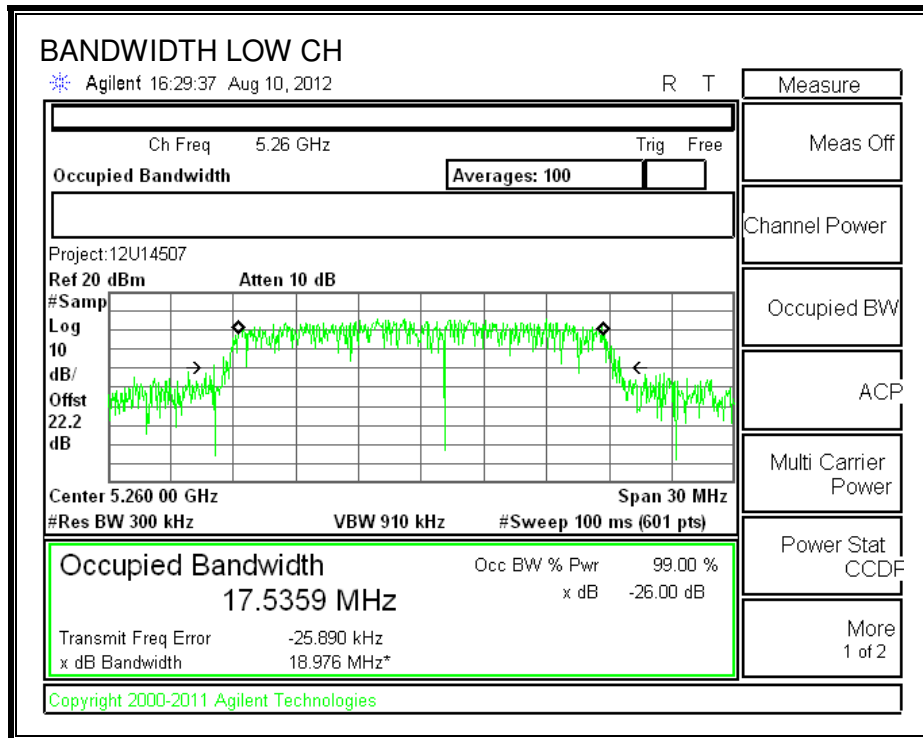 BANDWIDTH LOW CH
Agilent 16:29:37 Aug 10, 2012 R T
Measure
Ch Freq 5.26 GHz Trig Free
Meas Off
Occupied Bandwidth Averages: 100
Channel Power
Project:12U14507
Ref 20 dBm Atten 10 dB
#Samp
Log
10
dB/
Offst
22.2
dB
Occupied BW
ACP
Center 5.260 00 GHz Span 30 MHz
#Res BW 300 kHz VBW 910 kHz #Sweep 100 ms (601 pts)
Multi Carrier
Power
Occupied Bandwidth Occ BW % Pwr 99.00 %
17.5359 MHz x dB -26.00 dB
Power Stat
CCDF
Transmit Freq Error -25.890 kHz
x dB Bandwidth 18.976 MHz*
More
1 of 2
Copyright 2000-2011 Agilent Technologies